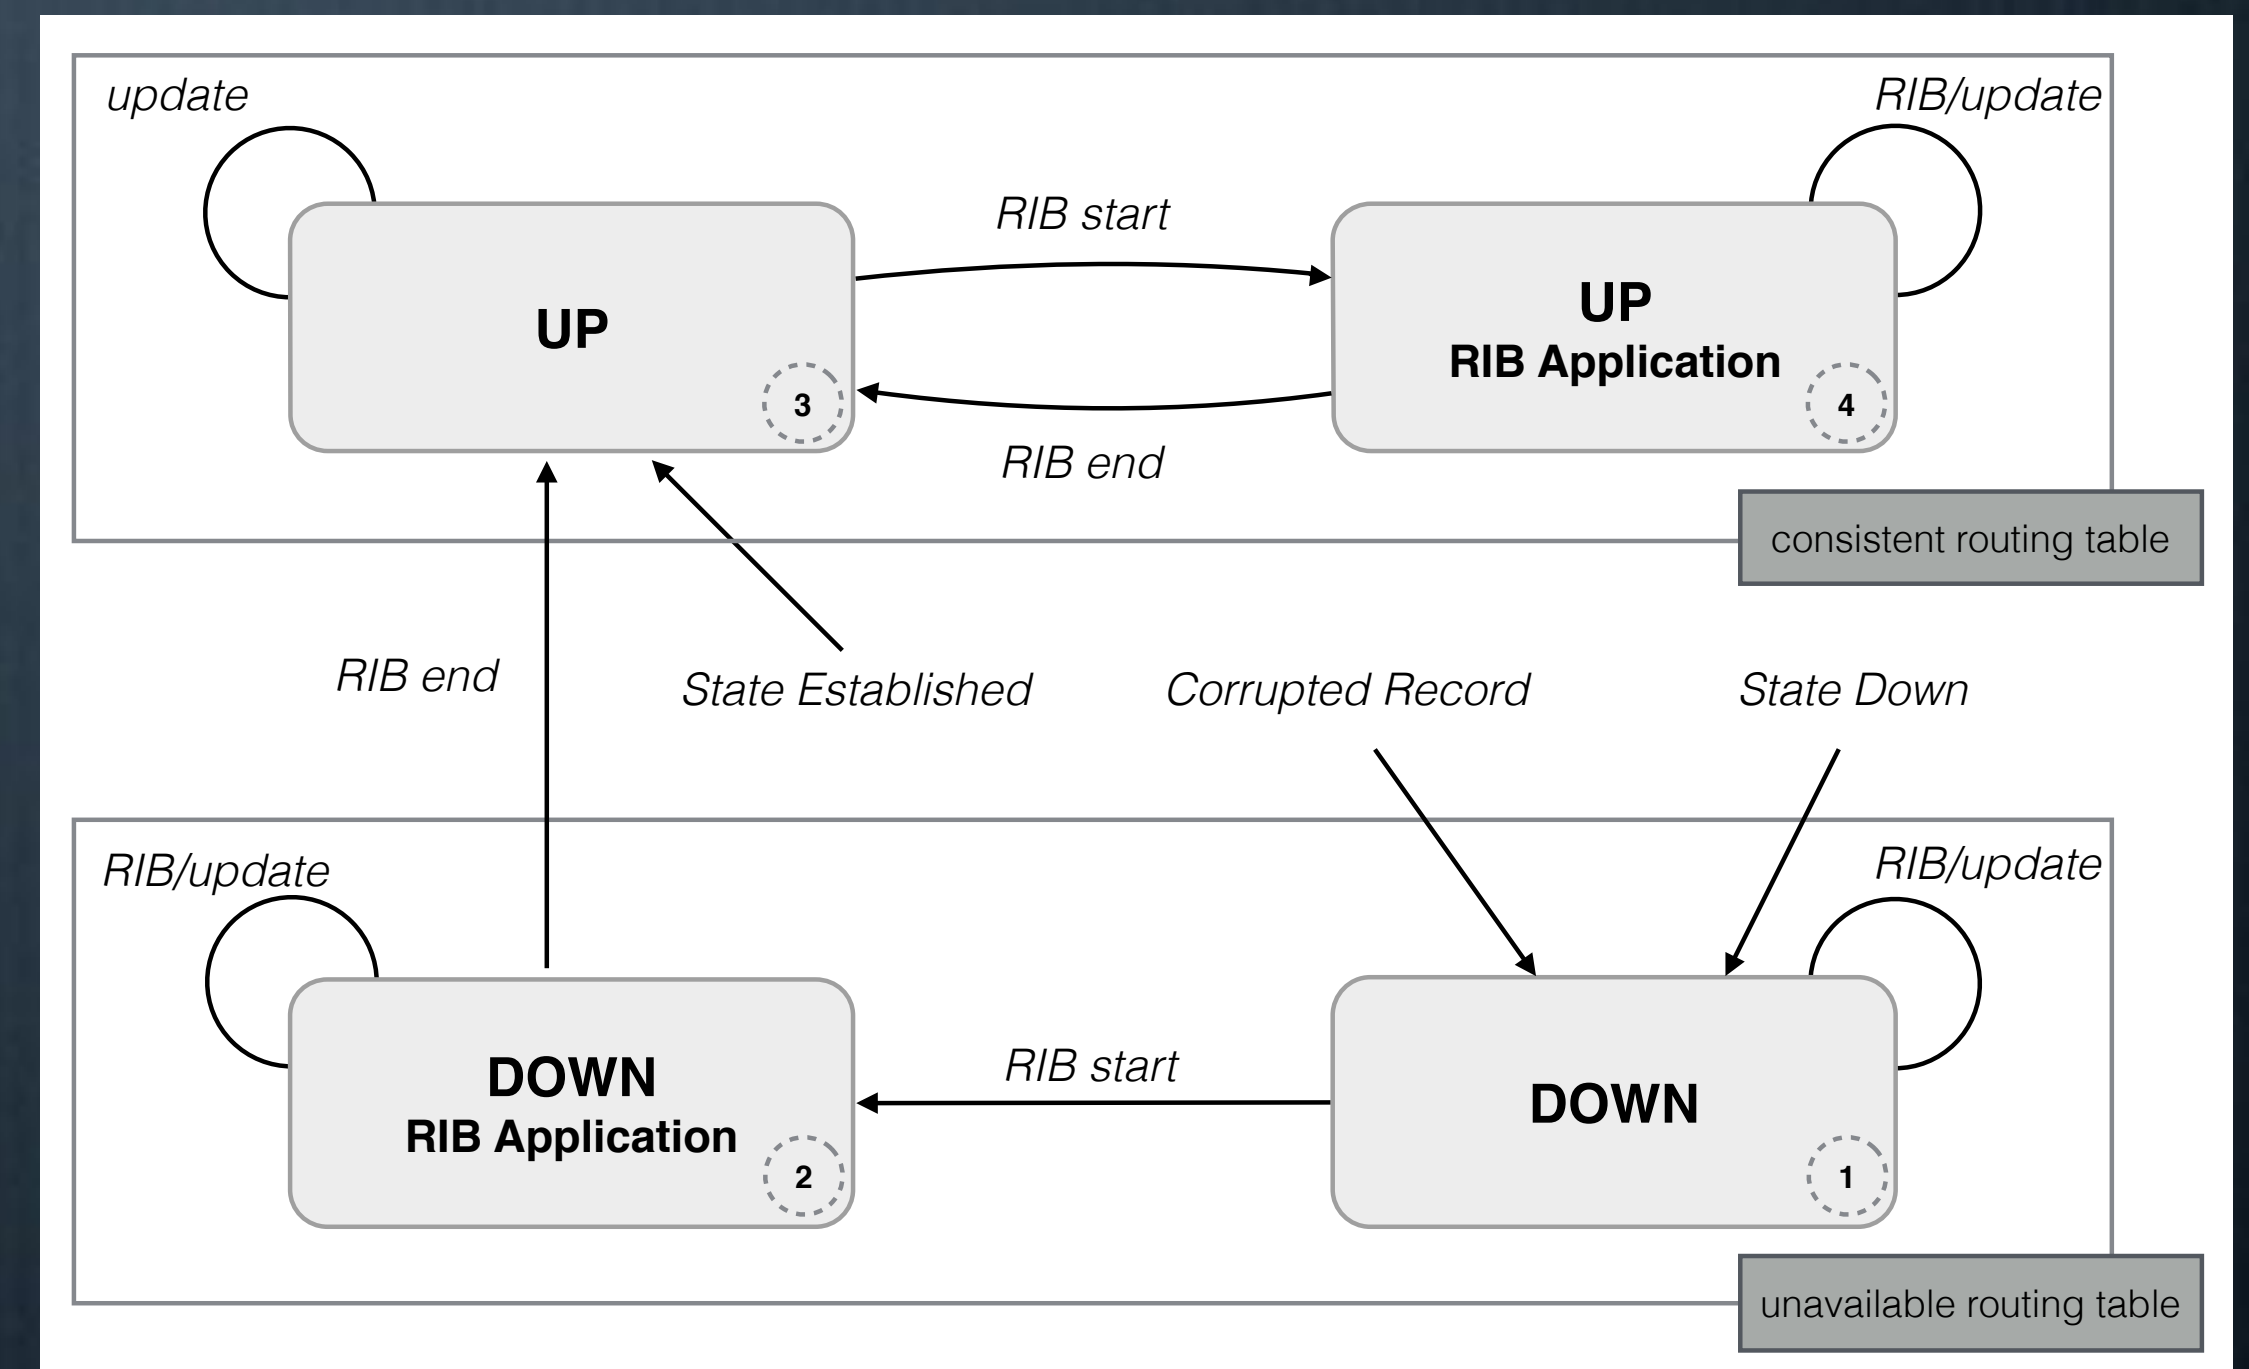 update
RIB/update
RIB start
UP
3
UP
RIB Application
4
RIB end
consistent routing table
RIB end
State Established
Corrupted Record
State Down
RIB/update
RIB/update
DOWN
RIB Application
2
RIB start
DOWN
1
unavailable routing table